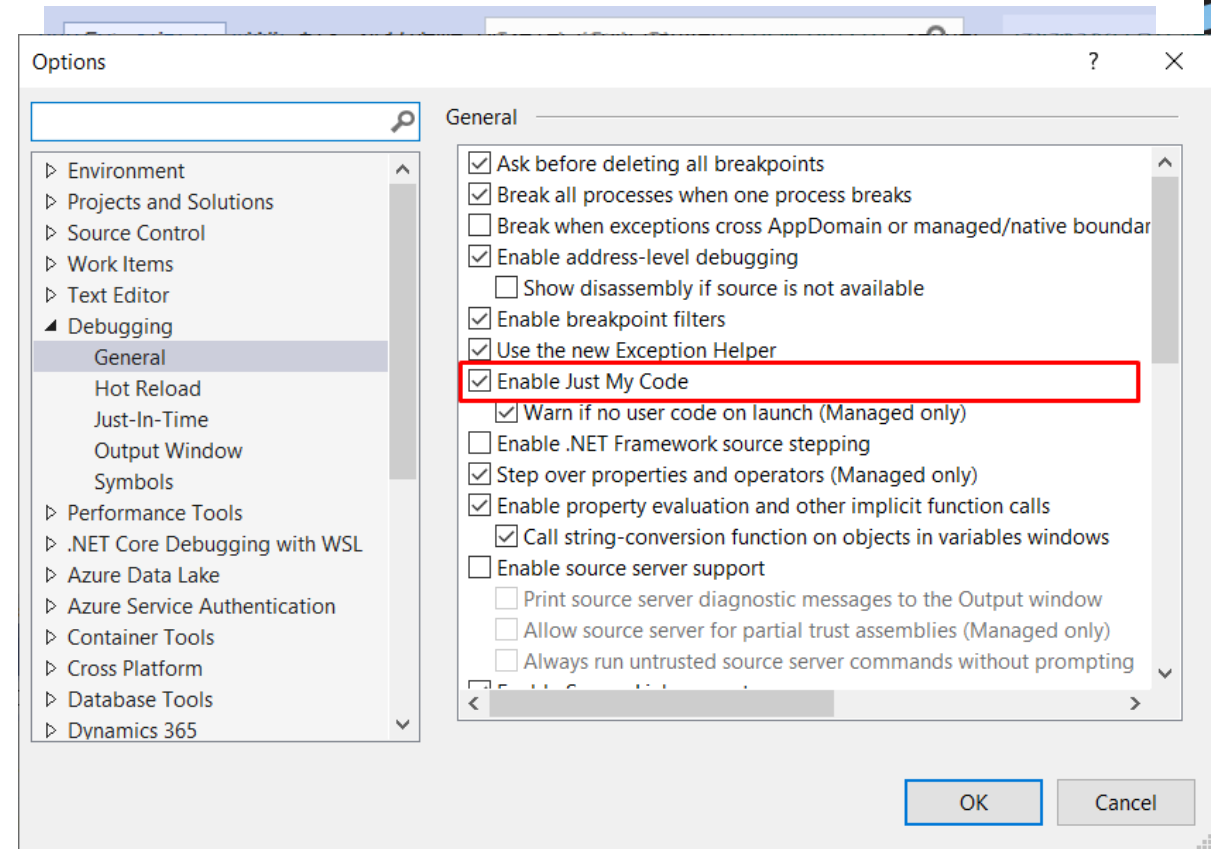 Options
?
General
Environment
Projects and Solutions
Source Control
Work Items
Text Editor
Debugging
General
Hot Reload
Just-In-Time
Output Window
Symbols
Performance Tools
.NET Core Debugging with WSL
Azure Data Lake
Azure Service Authentication
Container Tools
Cross Platform
Database Tools
Dynamics 365
Ask before deleting all breakpoints
Break all processes when one process breaks
Break when exceptions cross AppDomain or managed/native boundar
Enable address-level debugging
Show disassembly if source is not available
Enable breakpoint filters
Use the new Exception Helper
Enable Just My Code
Warn if no user code on launch (Managed only)
Enable .NET Framework source stepping
Step over properties and operators (Managed only)
Enable property evaluation and other implicit function calls
Call string-conversion function on objects in variables windows
Enable source server support
Print source server diagnostic messages to the Output window
Allow source server for partial trust assemblies (Managed only)
Always run untrusted source server commands without prompting
OK
Cancel